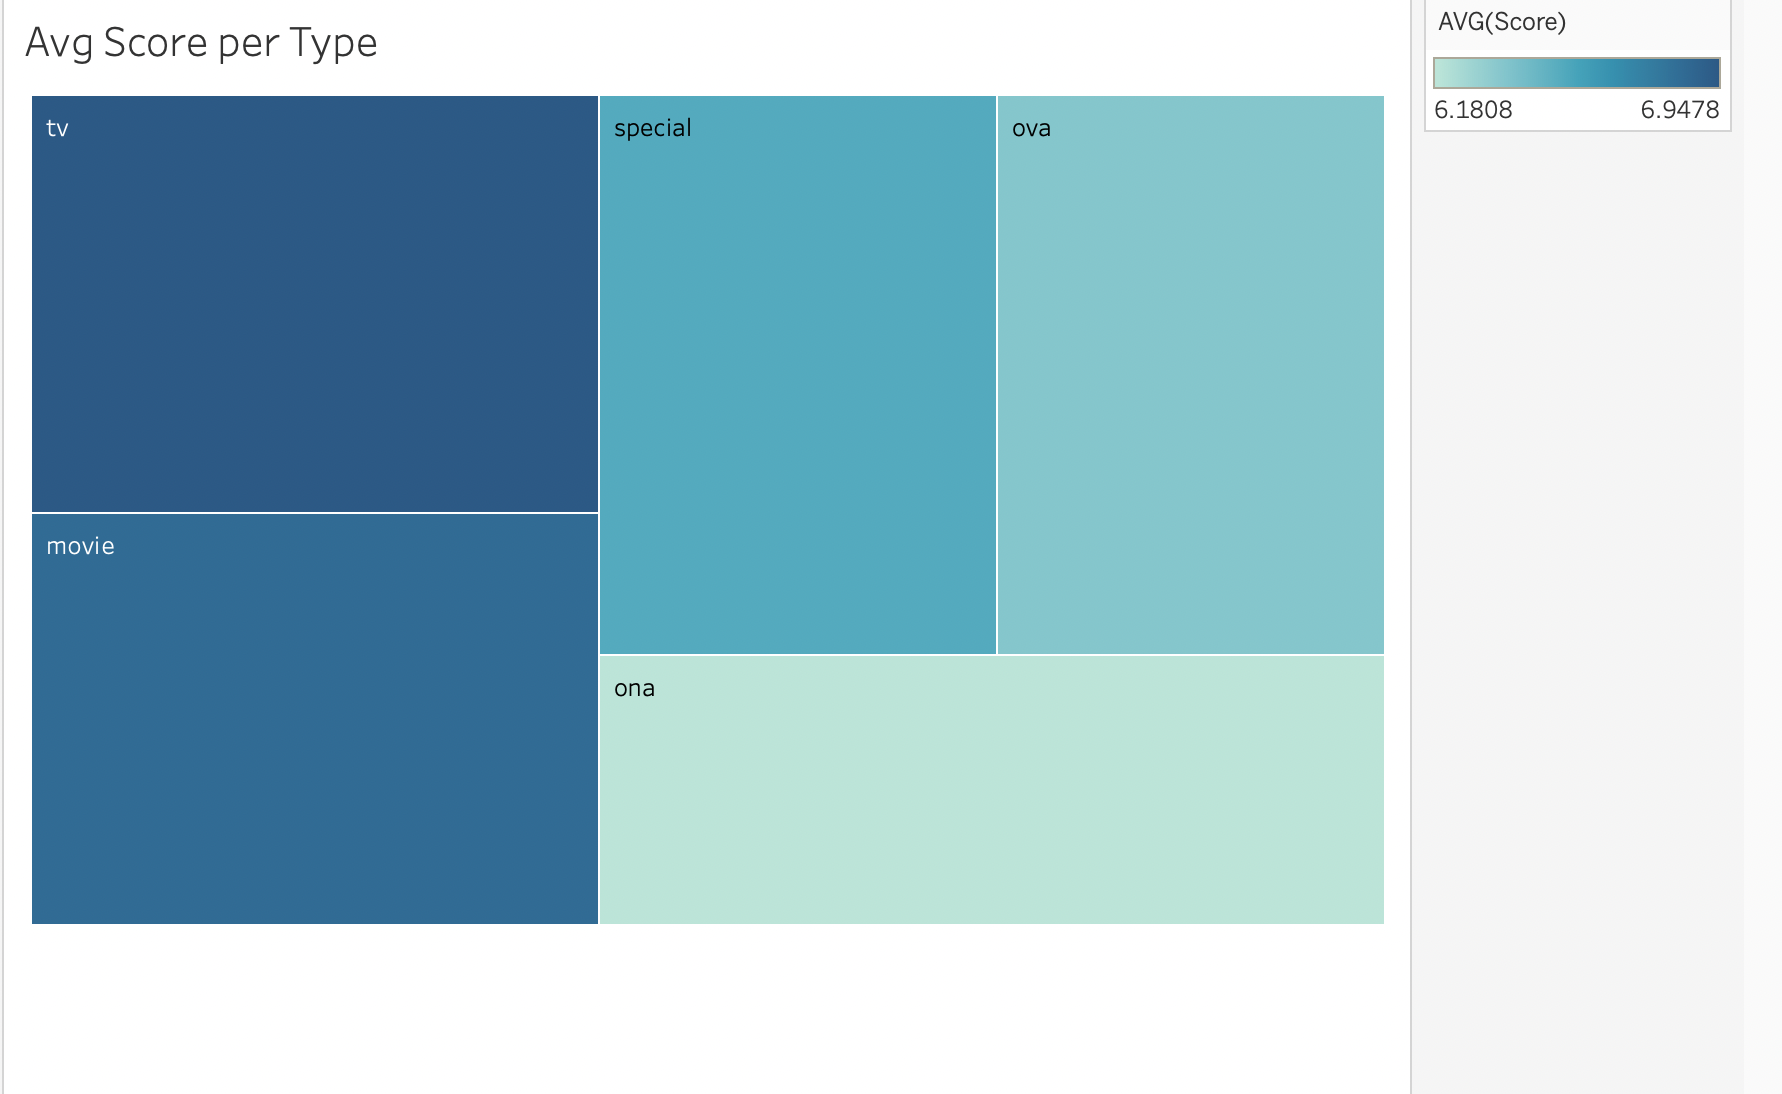 Avg Score per Type
tv
special
ova
movie
ona
AVG(Score)
6.1808 6.9478